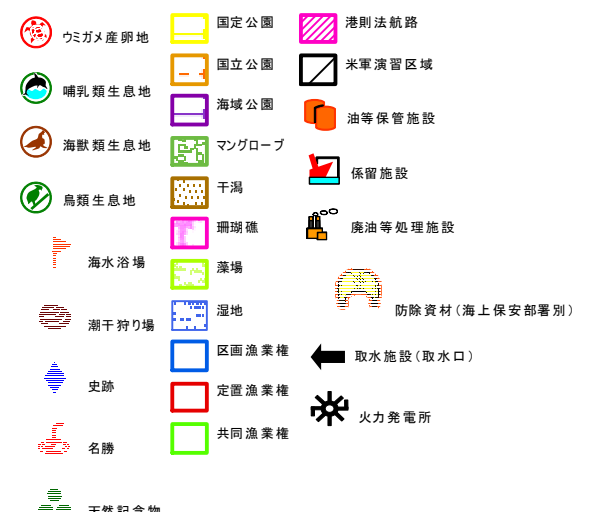 ウミガメ産卵地
哺乳類生息地
海獣類生息地
鳥類生息地
海水浴場
潮干狩り場
史跡
名勝
天然記念物
国定公園
国立公園
海域公園
マングローブ
干潟
珊瑚礁
藻場
湿地
区画漁業権
定置漁業権
共同漁業権
港則法航路
米軍演習区域
油等保管施設
係留施設
廃油等処理施設
防除資材（海上保安部署別）
取水施設（取水口）
火力発電所